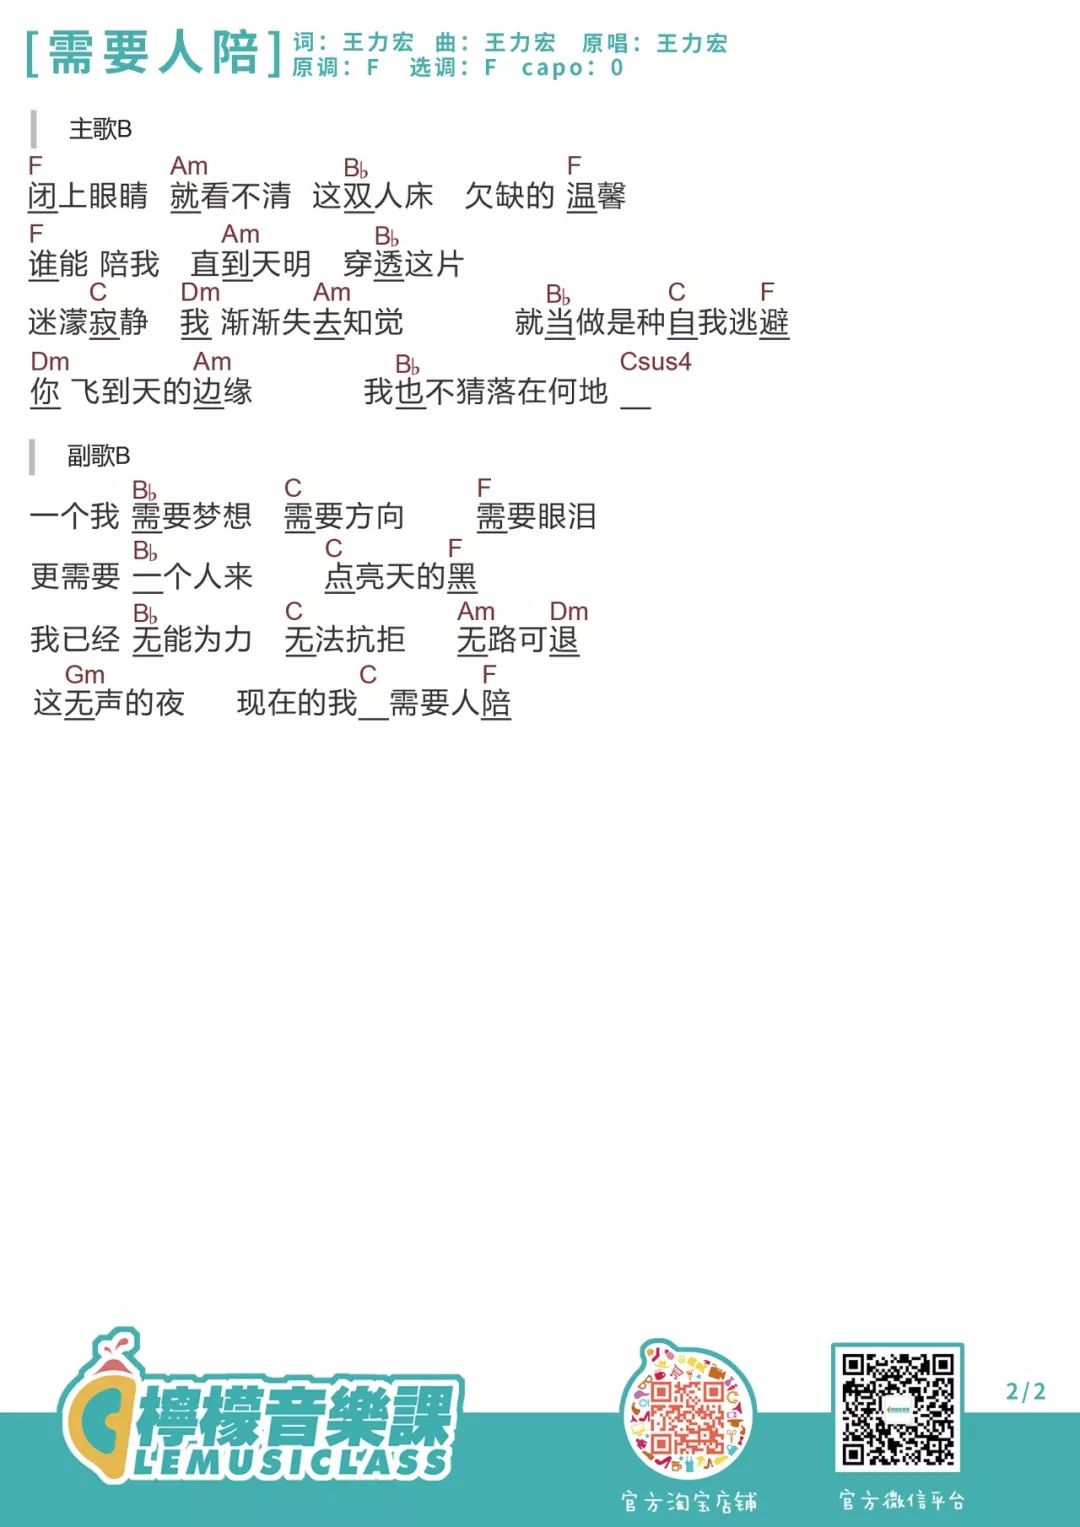 [需要人陪] 词：王力宏 曲：王力宏 原唱：王力宏
原调：F 选调：F capo：0
主歌B
F Am B♭ F
闭上眼睛 就看不清 这双人床 欠缺的 温馨
F Am B♭
谁能 陪我 直到天明 穿透这片
C Dm Am B♭ C F
迷濛寂静 我 渐渐失去知觉 就当做是种自我逃避
Dm Am B♭ Csus4
你 飞到天的边缘 我也不猜落在何地 __
副歌B
B♭ C F
一个我 需要梦想 需要方向 需要眼泪
B♭ C F
更需要 一个人来 点亮天的黑
B♭ C Am Dm
我已经 无能为力 无法抗拒 无路可退
Gm C F
这无声的夜 现在的我__需要人陪
檸檬音樂課
LEMUSICLASS
官方淘宝店铺
官方微信平台
2/2